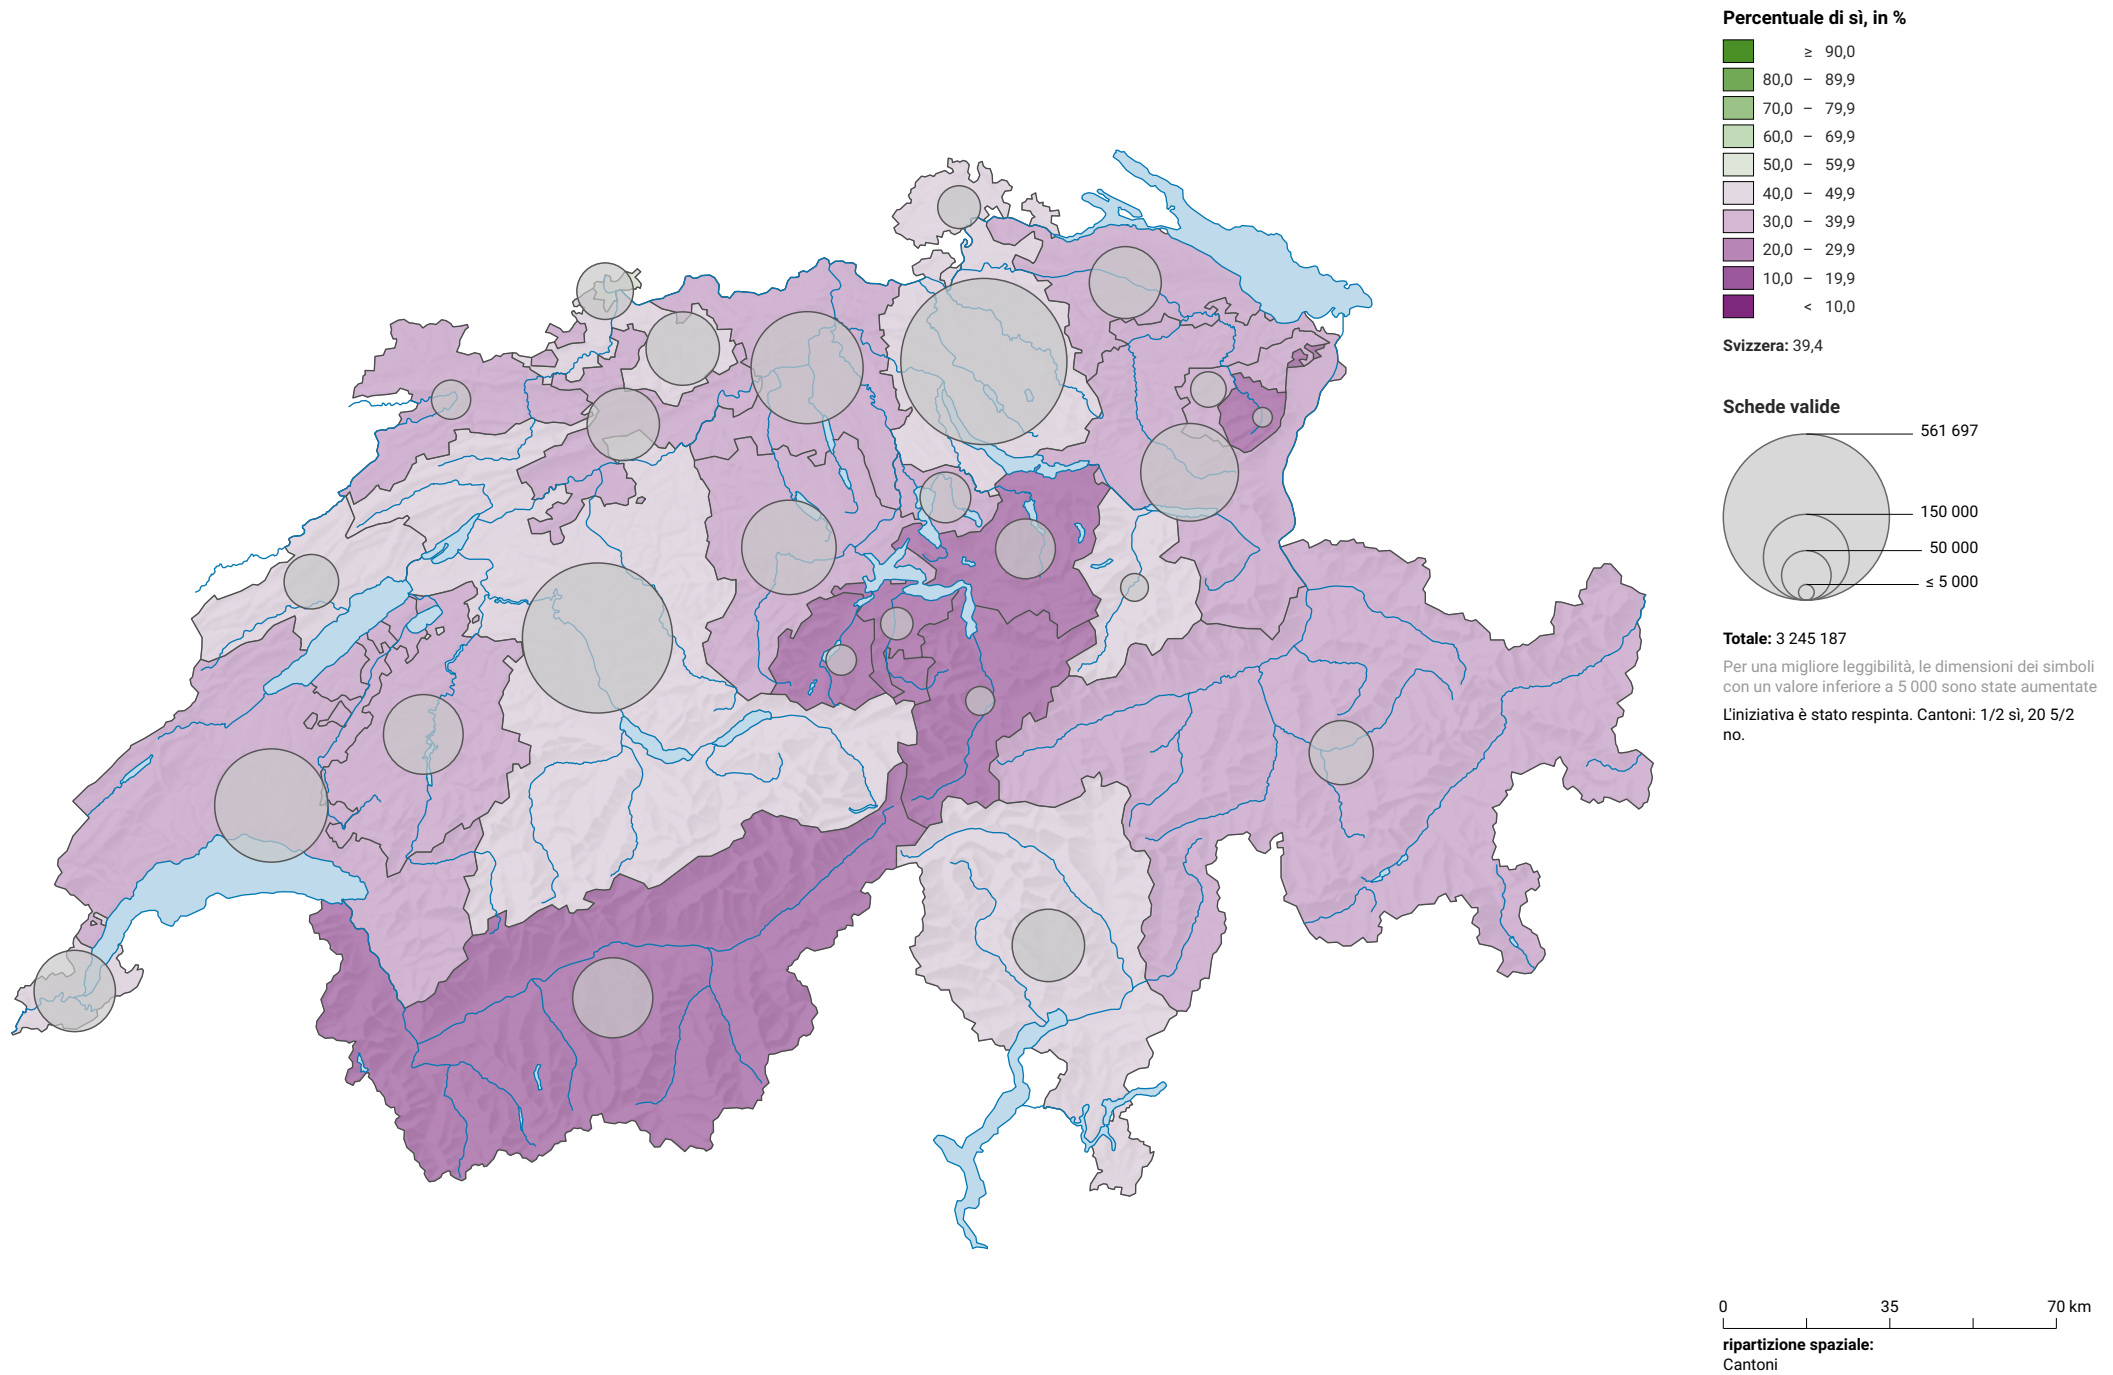 Percentuale di sì, in %
≥ 90,0
80,0 – 89,9
70,0 – 79,9
60,0 – 69,9
50,0 – 59,9
40,0 – 49,9
30,0 – 39,9
20,0 – 29,9
10,0 – 19,9
< 10,0
Svizzera: 39,4
Schede valide
561 697
150 000
50 000
≤ 5 000
Totale: 3 245 187
Per una migliore leggibilità, le dimensioni dei simboli
con un valore inferiore a 5 000 sono state aumentate
L'iniziativa è stato respinta. Cantoni: 1/2 sì, 20 5/2
no.
0 35 70 km
ripartizione spaziale:
Cantoni